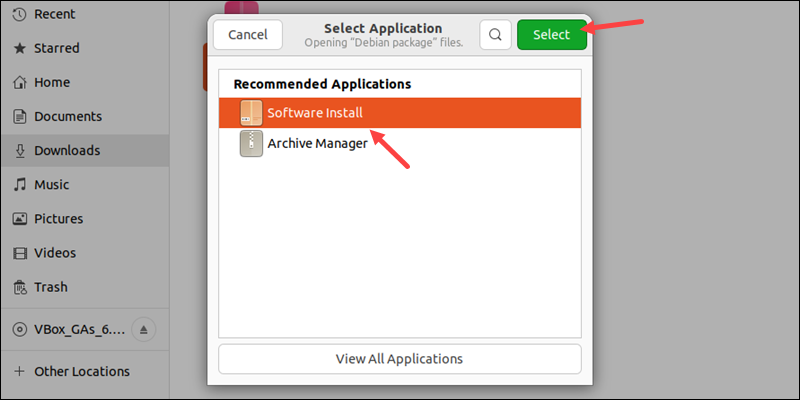 Recent
Starred
Home
Documents
Downloads
Music
Pictures
Videos
Trash
VBox_GAs_6....
Other Locations
Cancel
Select Application
Opening “Debian package” files.
Select
Recommended Applications
Software Install
Archive Manager
View All Applications